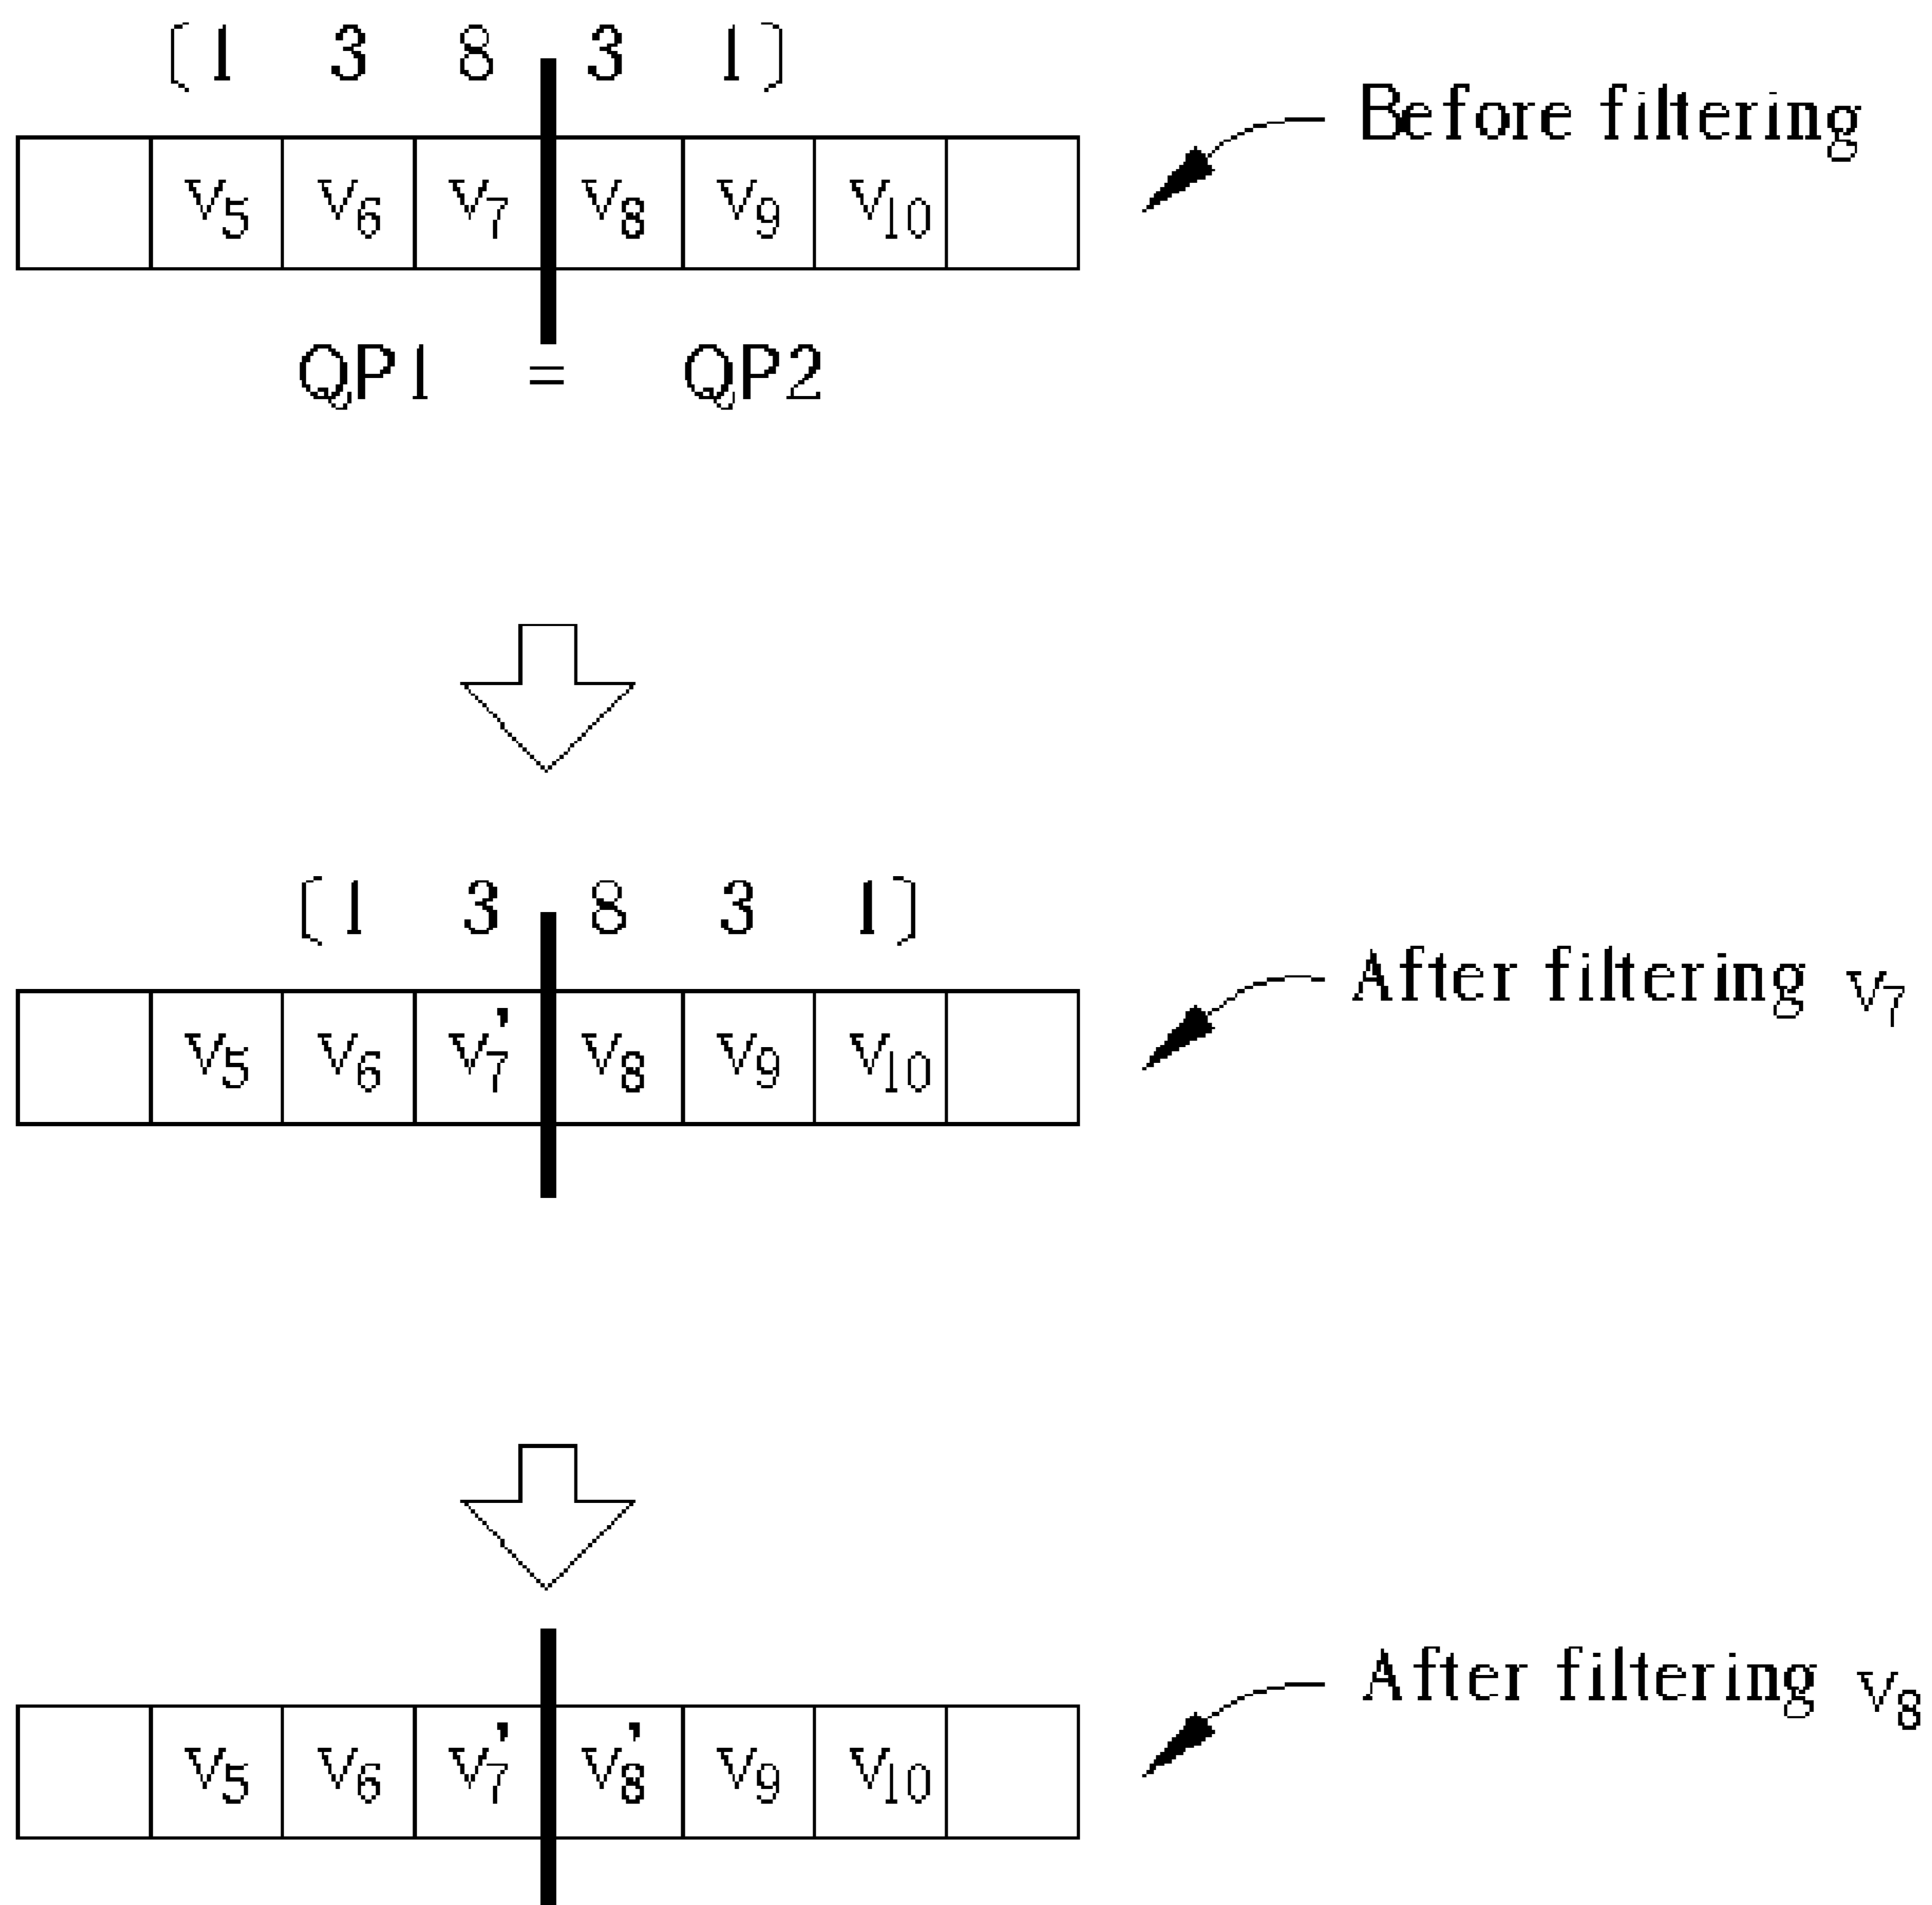 (1 3 8 3 1)
Before filtering
v5 v6 v7 v8 v9 v10
QP1 = QP2
(1 3 8 3 1)
After filtering v7
v5 v6 v7' v8 v9 v10
After filtering v8
v5 v6 v7' v8' v9 v10